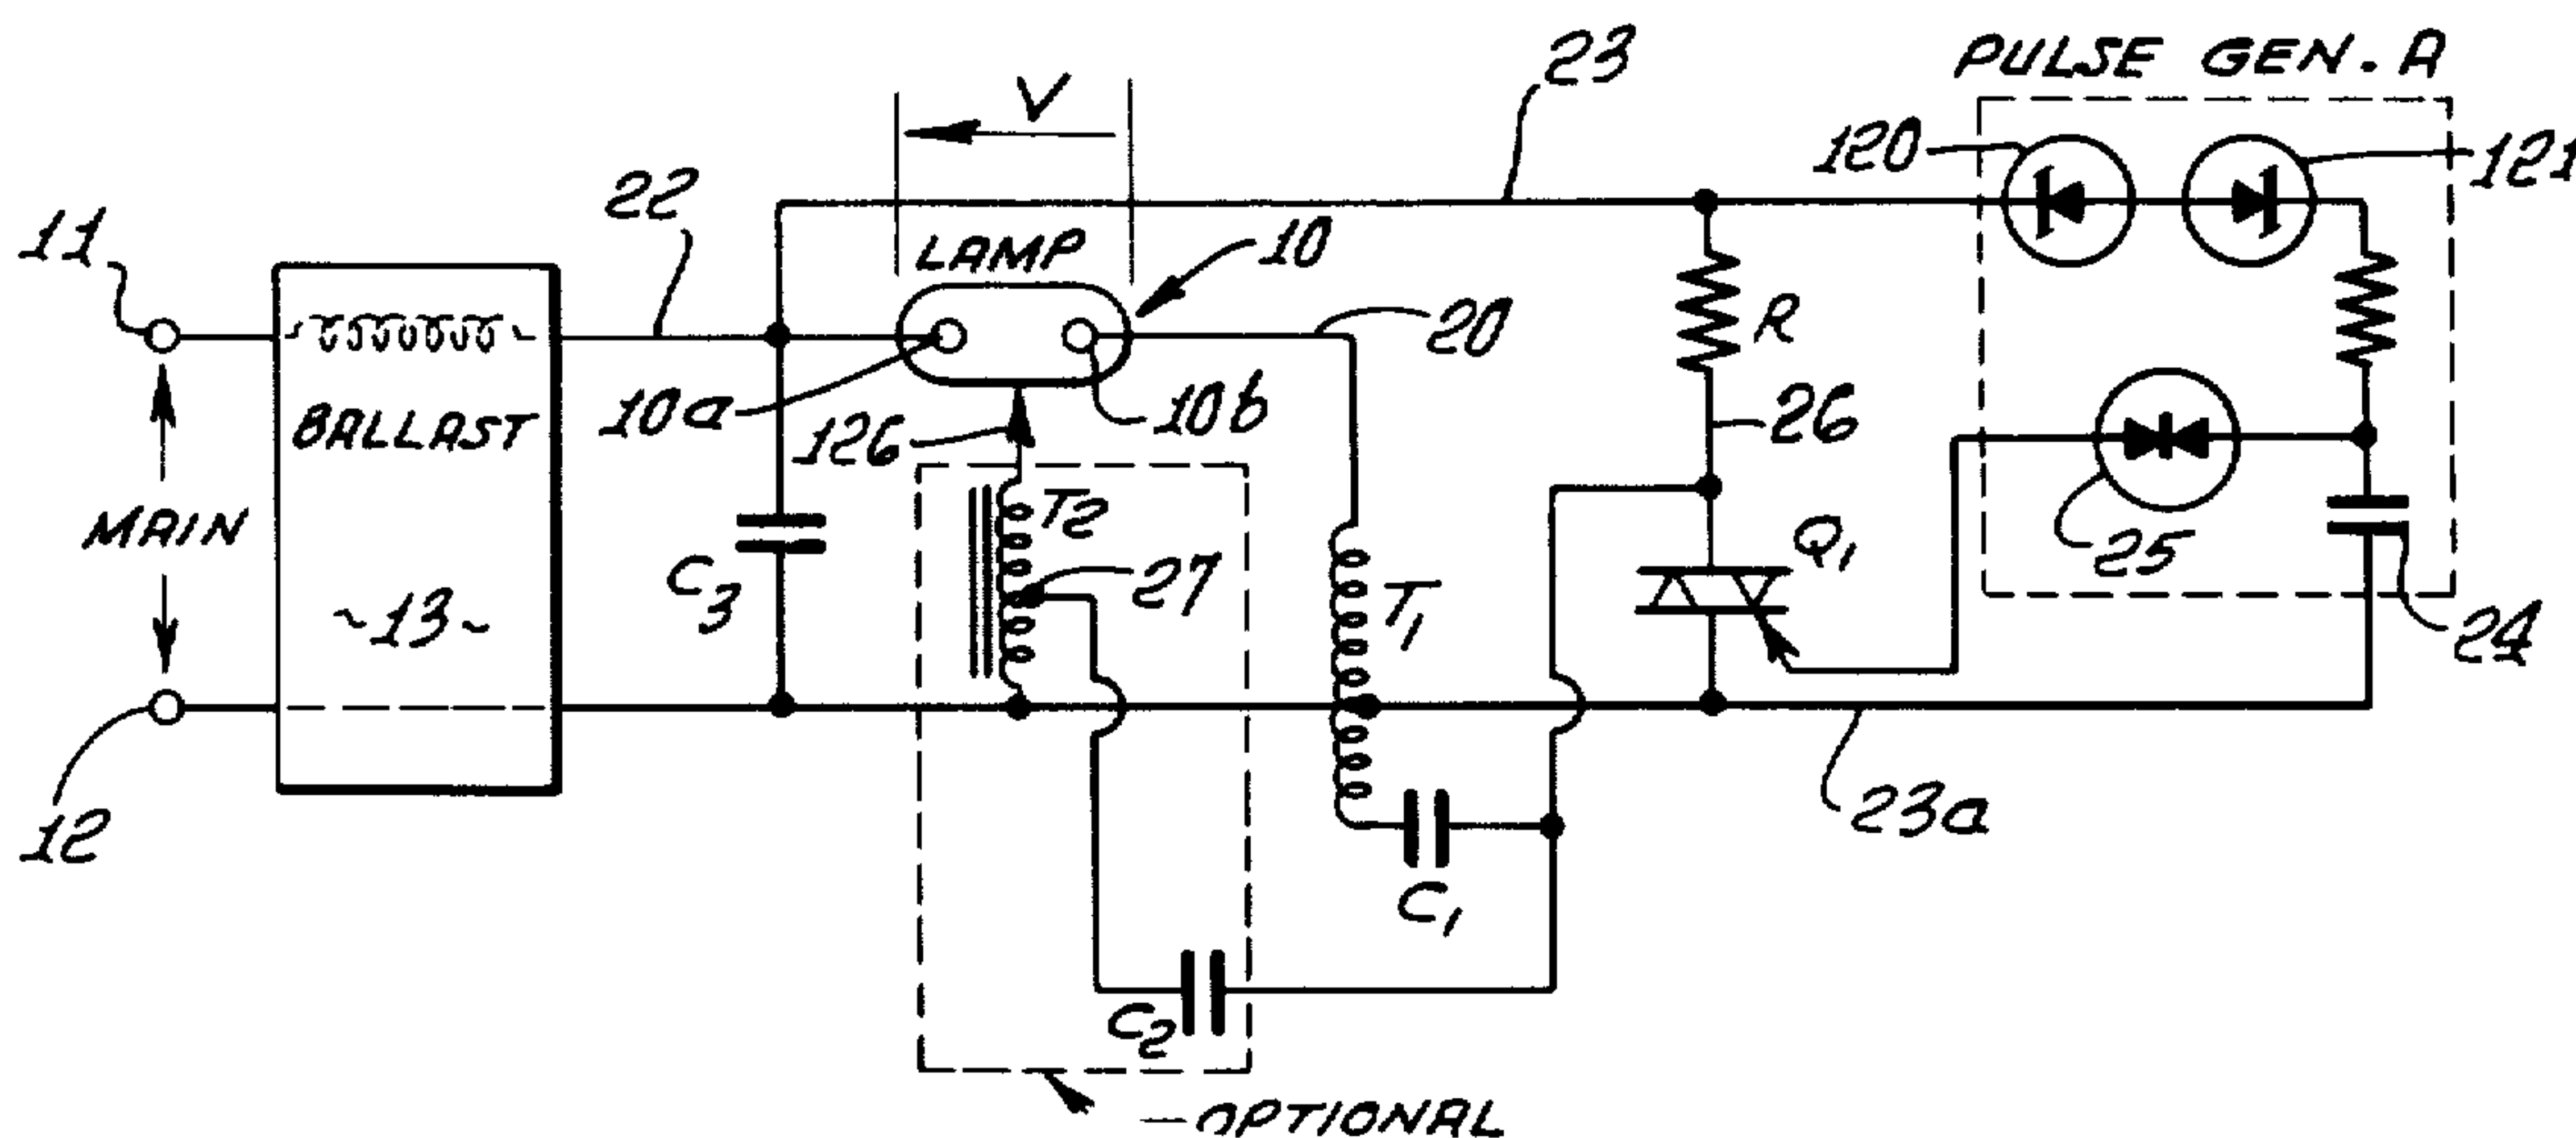 PULSE GEN. A
V
23
120
121
22
11
LAMP
10
20
R
10a
10b
26
BALLAST
126
T2
Q1
MAIN
25
C3
27
T1
~13~
24
12
23a
C1
C2
OPTIONAL